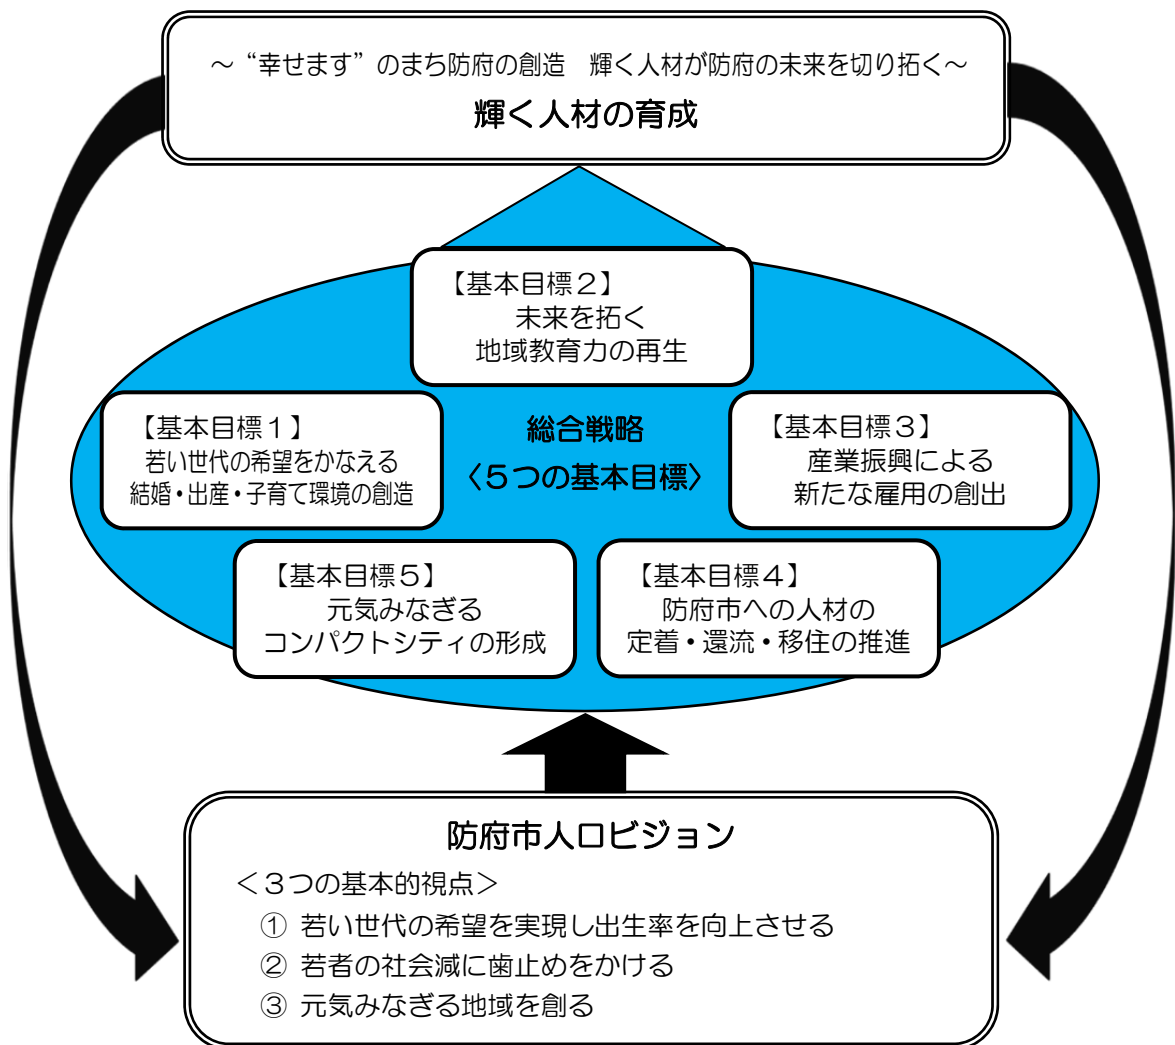 ～“幸せます”のまち防府の創造　輝く人材が防府の未来を切り拓く～
輝く人材の育成
【基本目標２】
未来を拓く
地域教育力の再生
【基本目標１】
若い世代の希望をかなえる
結婚・出産・子育て環境の創造
総合戦略
〈５つの基本目標〉
【基本目標３】
産業振興による
新たな雇用の創出
【基本目標５】
元気みなぎる
コンパクトシティの形成
【基本目標４】
防府市への人材の
定着・還流・移住の推進
防府市人口ビジョン
＜３つの基本的視点＞
① 若い世代の希望を実現し出生率を向上させる
② 若者の社会減に歯止めをかける
③ 元気みなぎる地域を創る